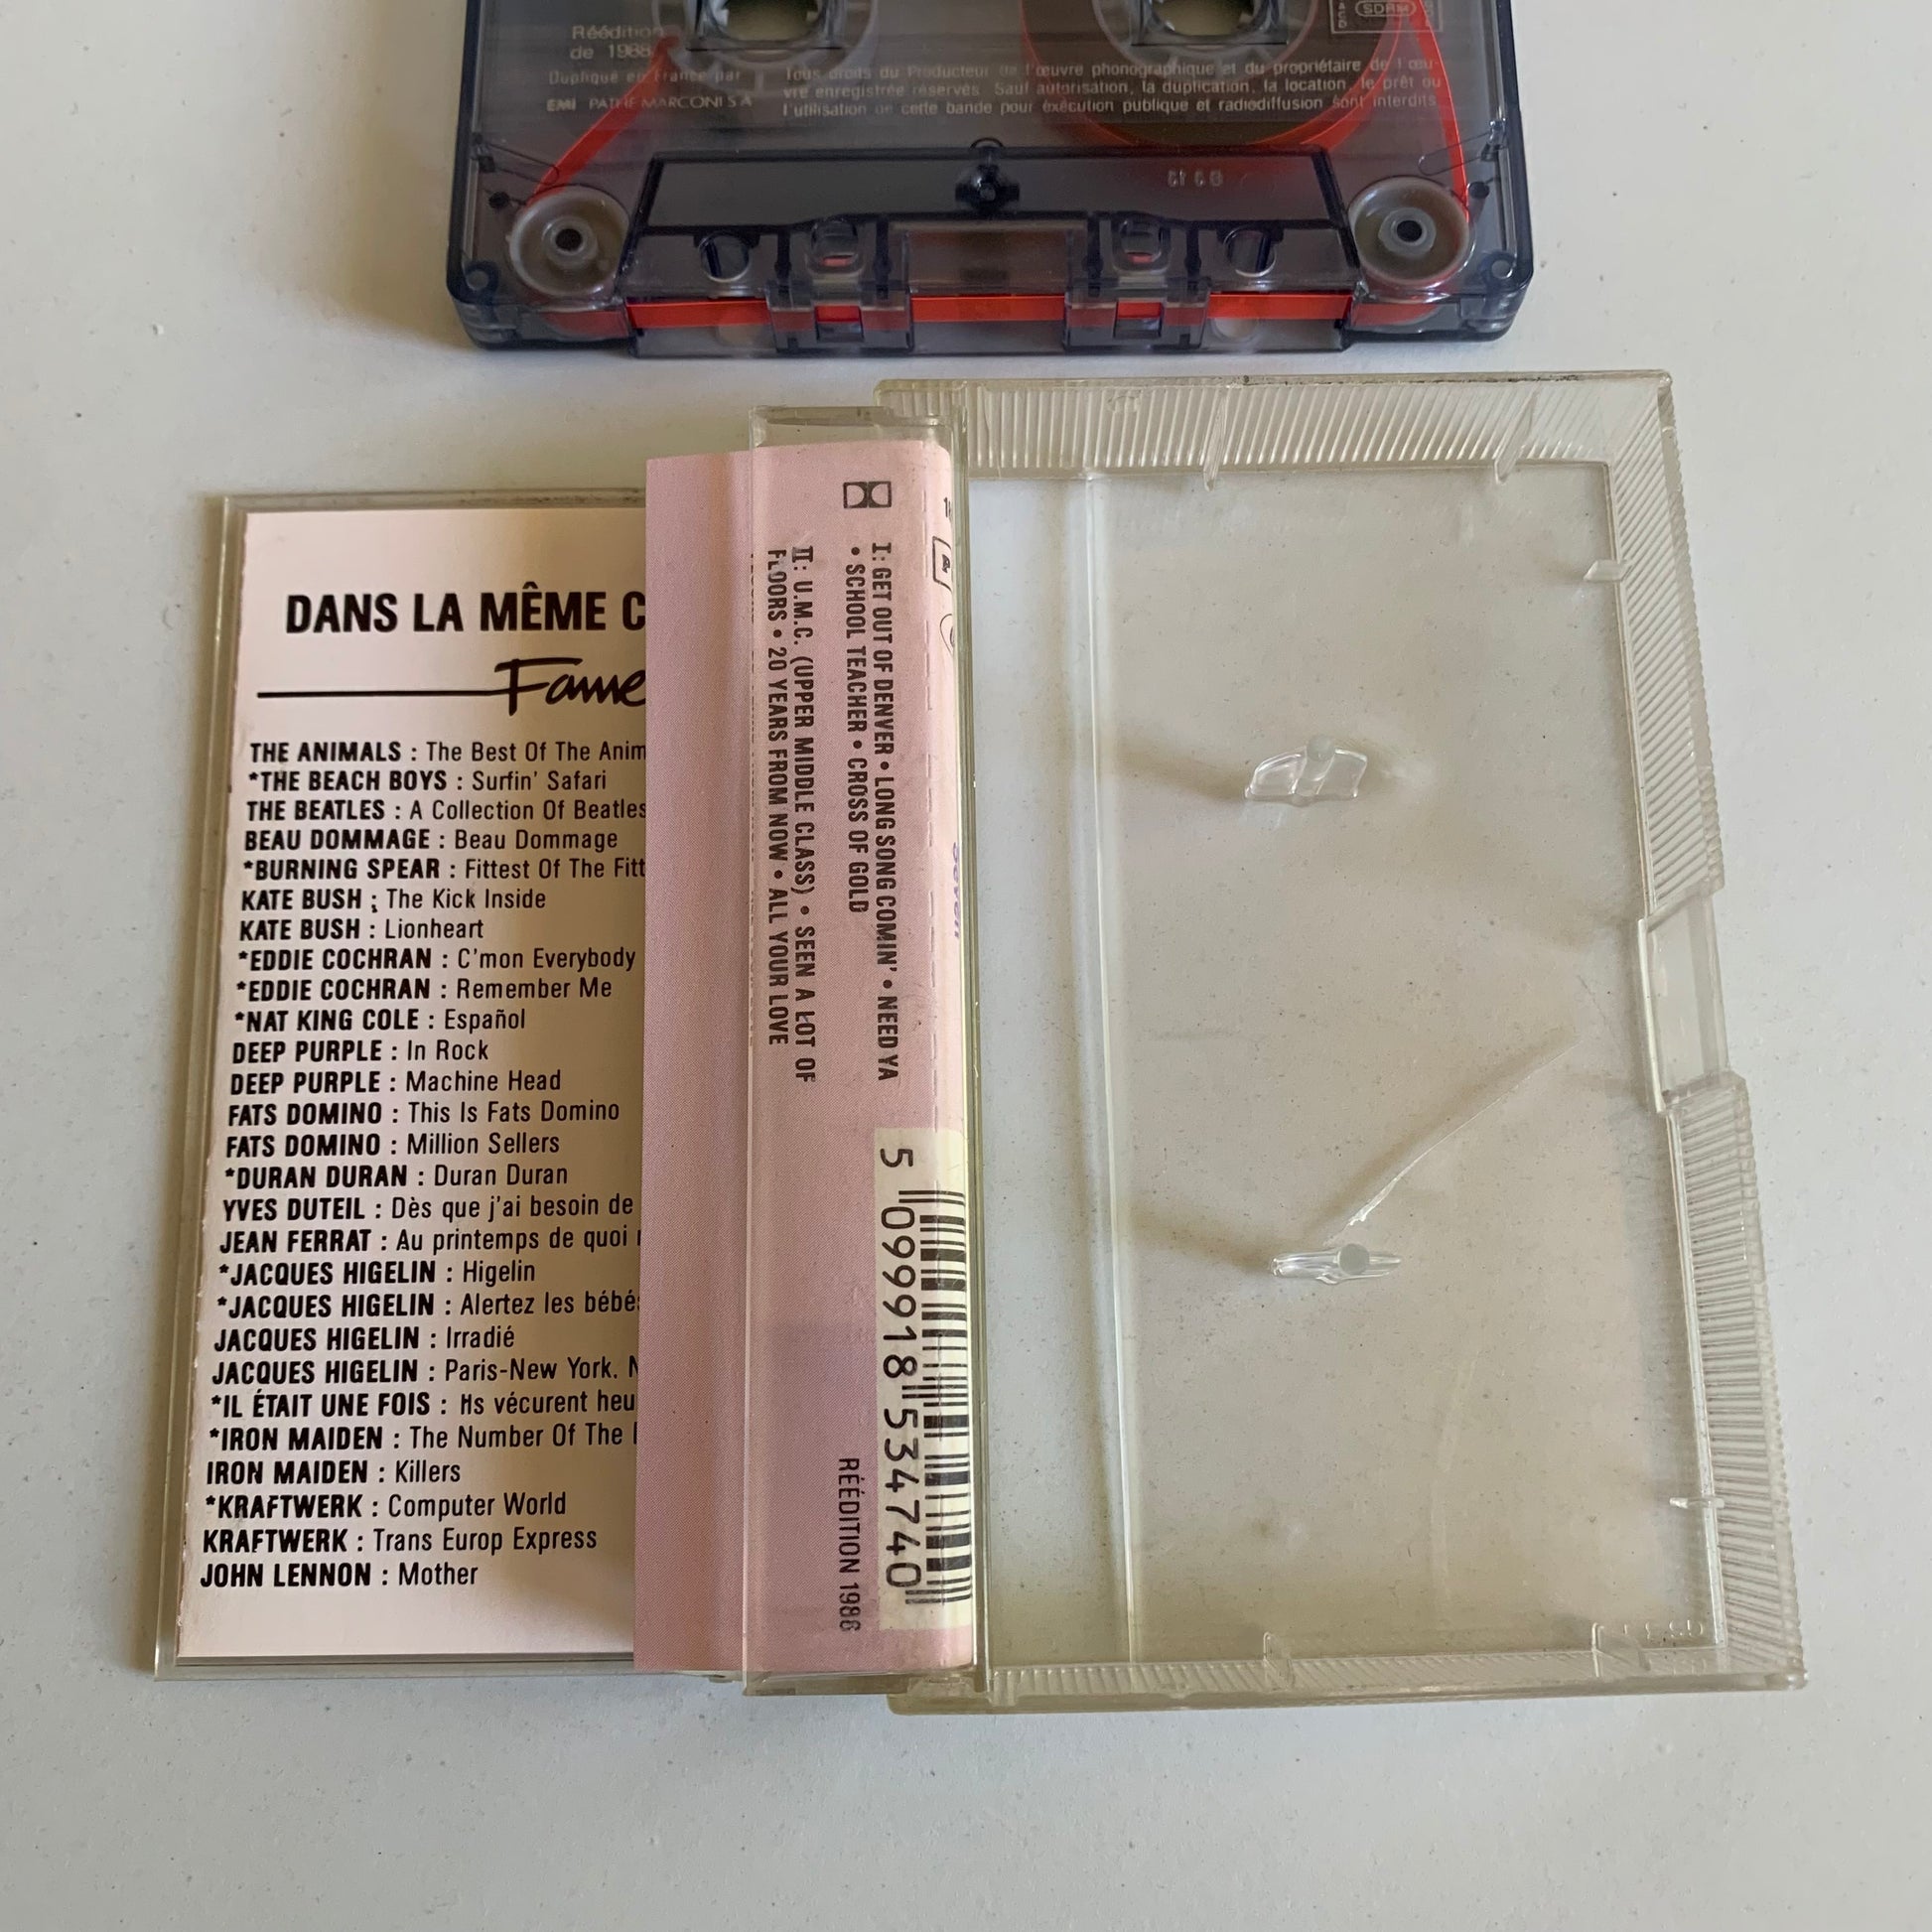 SDRM
Réédition
de 1988
Dupliqué en France par
EMI PATHE MARCONI S.A
Tous droits du Producteur de l'œuvre phonographique et du propriétaire de l'œu-
vre enregistrée réservés. Sauf autorisation, la duplication, la location, le prêt ou
l'utilisation de cette bande pour exécution publique et radiodiffusion sont interdits
DANS LA MÊME C
Fame
THE ANIMALS : The Best Of The Anim
*THE BEACH BOYS : Surfin' Safari
THE BEATLES : A Collection Of Beatles
BEAU DOMMAGE : Beau Dommage
*BURNING SPEAR : Fittest Of The Fitt
KATE BUSH : The Kick Inside
KATE BUSH : Lionheart
*EDDIE COCHRAN : C'mon Everybody
*EDDIE COCHRAN : Remember Me
*NAT KING COLE : Español
DEEP PURPLE : In Rock
DEEP PURPLE : Machine Head
FATS DOMINO : This Is Fats Domino
FATS DOMINO : Million Sellers
*DURAN DURAN : Duran Duran
YVES DUTEIL : Dès que j'ai besoin de
JEAN FERRAT : Au printemps de quoi r
*JACQUES HIGELIN : Higelin
*JACQUES HIGELIN : Alertez les bébés
JACQUES HIGELIN : Irradié
JACQUES HIGELIN : Paris-New York. N
*IL ÉTAIT UNE FOIS : Ils vécurent heu
*IRON MAIDEN : The Number Of The
IRON MAIDEN : Killers
*KRAFTWERK : Computer World
KRAFTWERK : Trans Europ Express
JOHN LENNON : Mother
I: GET OUT OF DENVER • LONG SONG COMIN' • NEED YA
• SCHOOL TEACHER • CROSS OF GOLD
II: U.M.C. (UPPER MIDDLE CLASS) • SEEN A LOT OF
FLOORS • 20 YEARS FROM NOW • ALL YOUR LOVE
5 099918 534740
RÉÉDITION 1988